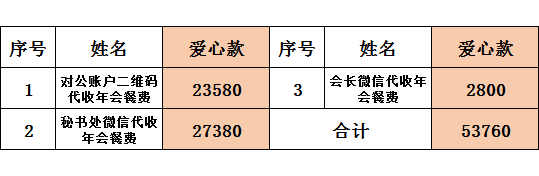 序号 姓名 爱心款 序号 姓名 爱心款
1 对公账户二维码代收年会餐费 23580 3 会长微信代收年会餐费 2800
2 秘书处微信代收年会餐费 27380 合计 53760